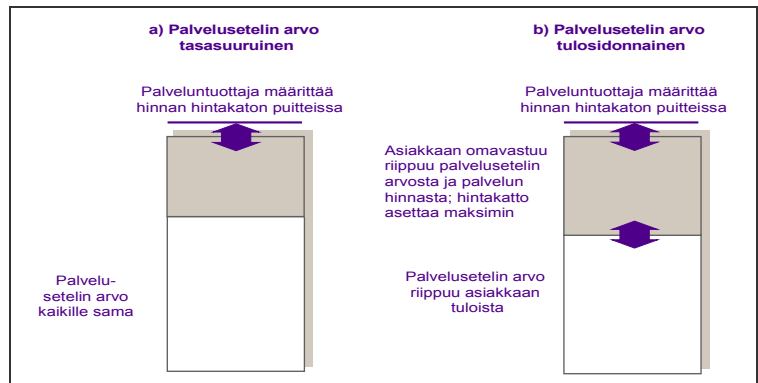 a) Palvelusetelin arvo
tasasuuruinen
Palveluntuottaja määrittää
hinnan hintakaton puitteissa
Palvelu-
setelin arvo
kaikille sama
b) Palvelusetelin arvo
tulosidonnainen
Palveluntuottaja määrittää
hinnan hintakaton puitteissa
Asiakkaan omavastuu
riippuu palvelusetelin
arvosta ja palvelun
hinnasta; hintakatto
asettaa maksimin
Palvelusetelin arvo
riippuu asiakkaan
tuloista